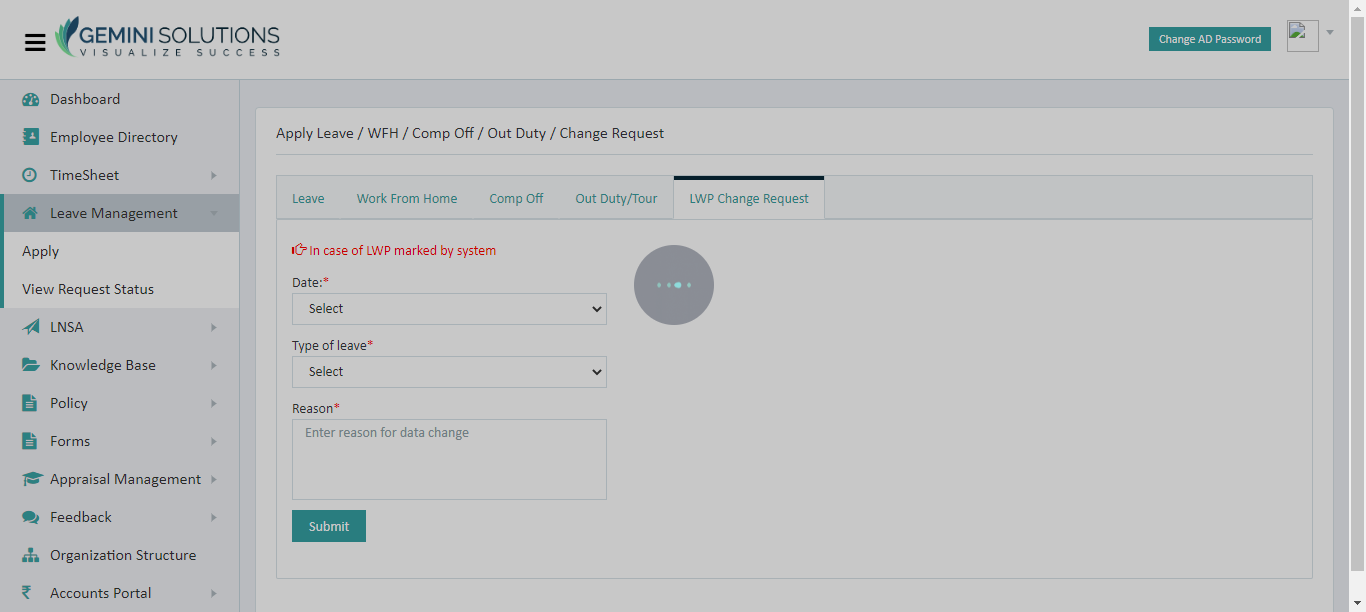 GEMINI SOLUTIONS
VISUALIZE SUCCESS
Change AD Password
Dashboard
Employee Directory
TimeSheet
Leave Management
Apply
View Request Status
LNSA
Knowledge Base
Policy
Forms
Appraisal Management
Feedback
Organization Structure
Accounts Portal
Apply Leave / WFH / Comp Off / Out Duty / Change Request
Leave Work From Home Comp Off Out Duty/Tour LWP Change Request
In case of LWP marked by system
Date:*
Select
Type of leave*
Select
Reason*
Enter reason for data change
Submit